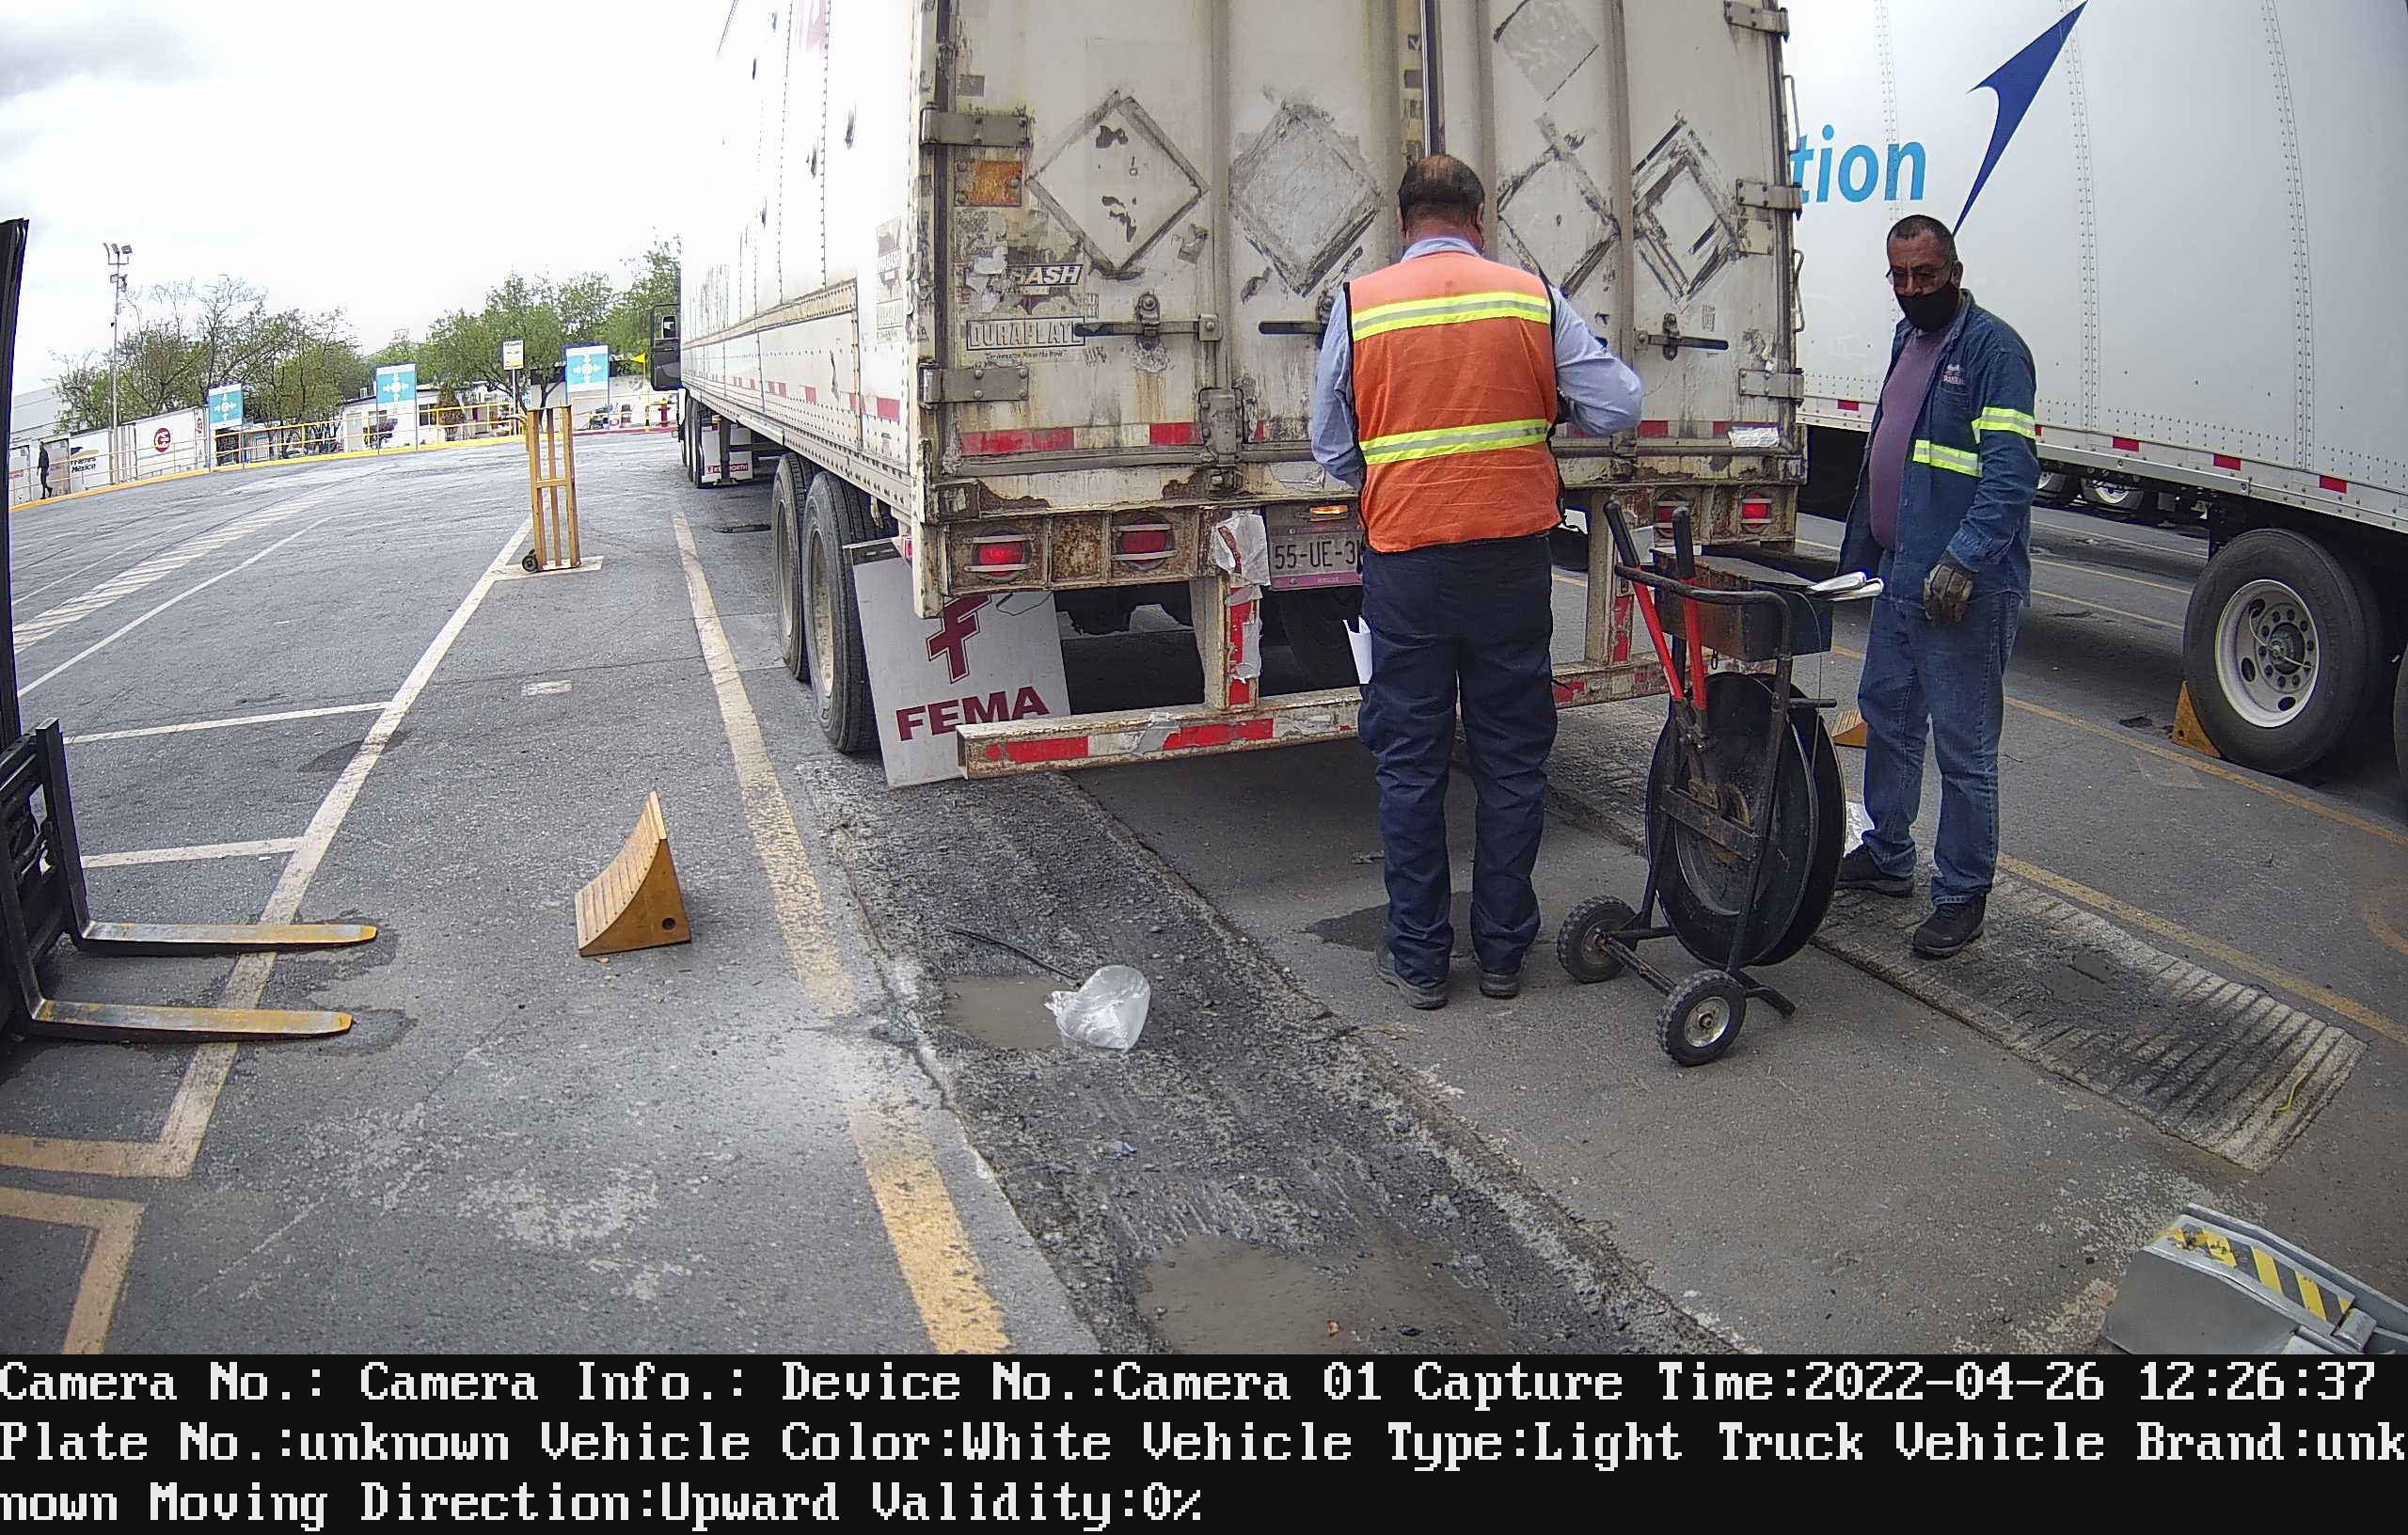 tion
DASH
DURAPLATE
México
55-UE-3
FEMA
Camera No.: Camera Info.: Device No.:Camera 01 Capture Time:2022-04-26 12:26:37
Plate No.:unknown Vehicle Color:White Vehicle Type:Light Truck Vehicle Brand:unk
nown Moving Direction:Upward Validity:0%